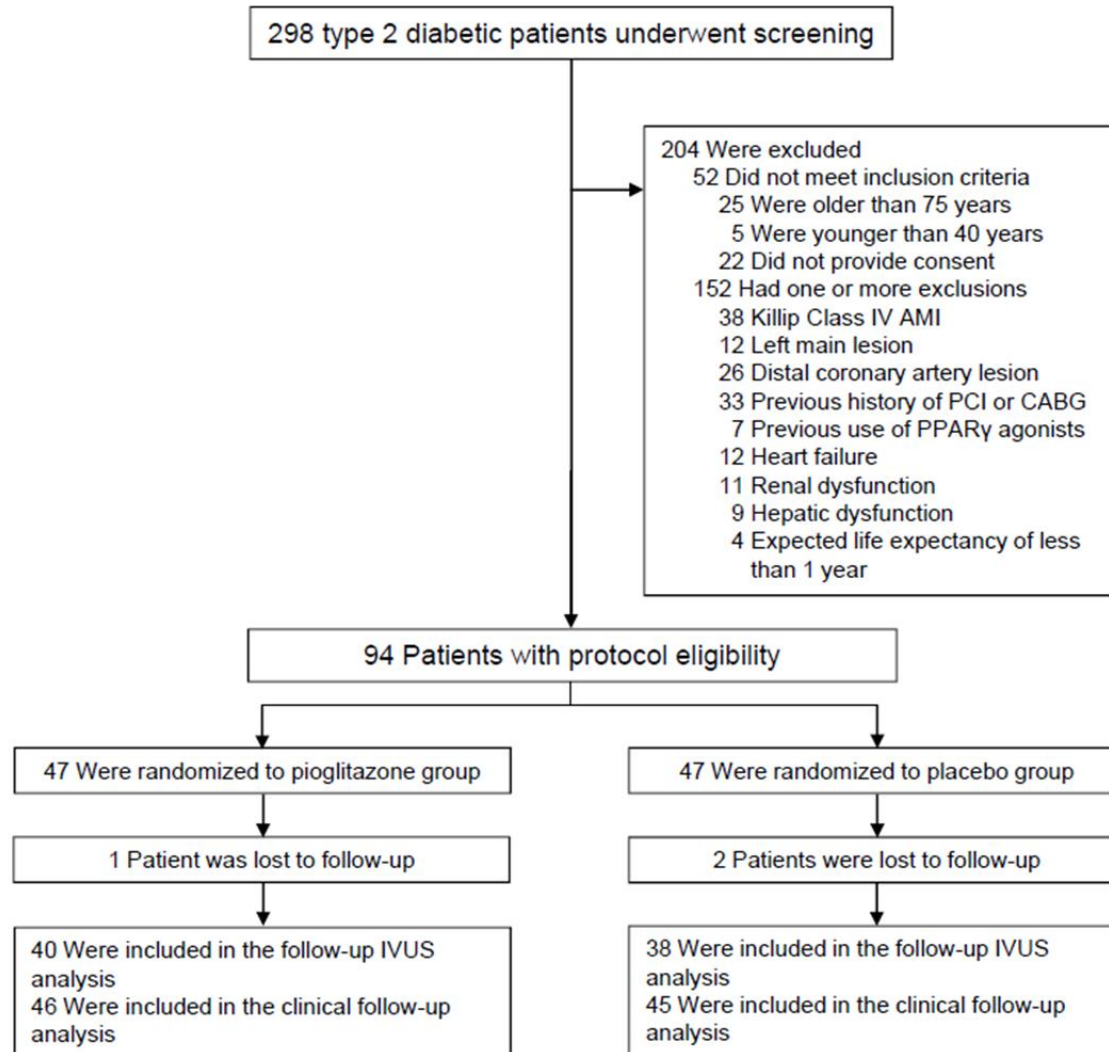 298 type 2 diabetic patients underwent screening
204 Were excluded
52 Did not meet inclusion criteria
25 Were older than 75 years
5 Were younger than 40 years
22 Did not provide consent
152 Had one or more exclusions
38 Killip Class IV AMI
12 Left main lesion
26 Distal coronary artery lesion
33 Previous history of PCI or CABG
7 Previous use of PPARγ agonists
12 Heart failure
11 Renal dysfunction
9 Hepatic dysfunction
4 Expected life expectancy of less
than 1 year
94 Patients with protocol eligibility
47 Were randomized to pioglitazone group
47 Were randomized to placebo group
1 Patient was lost to follow-up
2 Patients were lost to follow-up
40 Were included in the follow-up IVUS
analysis
46 Were included in the clinical follow-up
analysis
38 Were included in the follow-up IVUS
analysis
45 Were included in the clinical follow-up
analysis